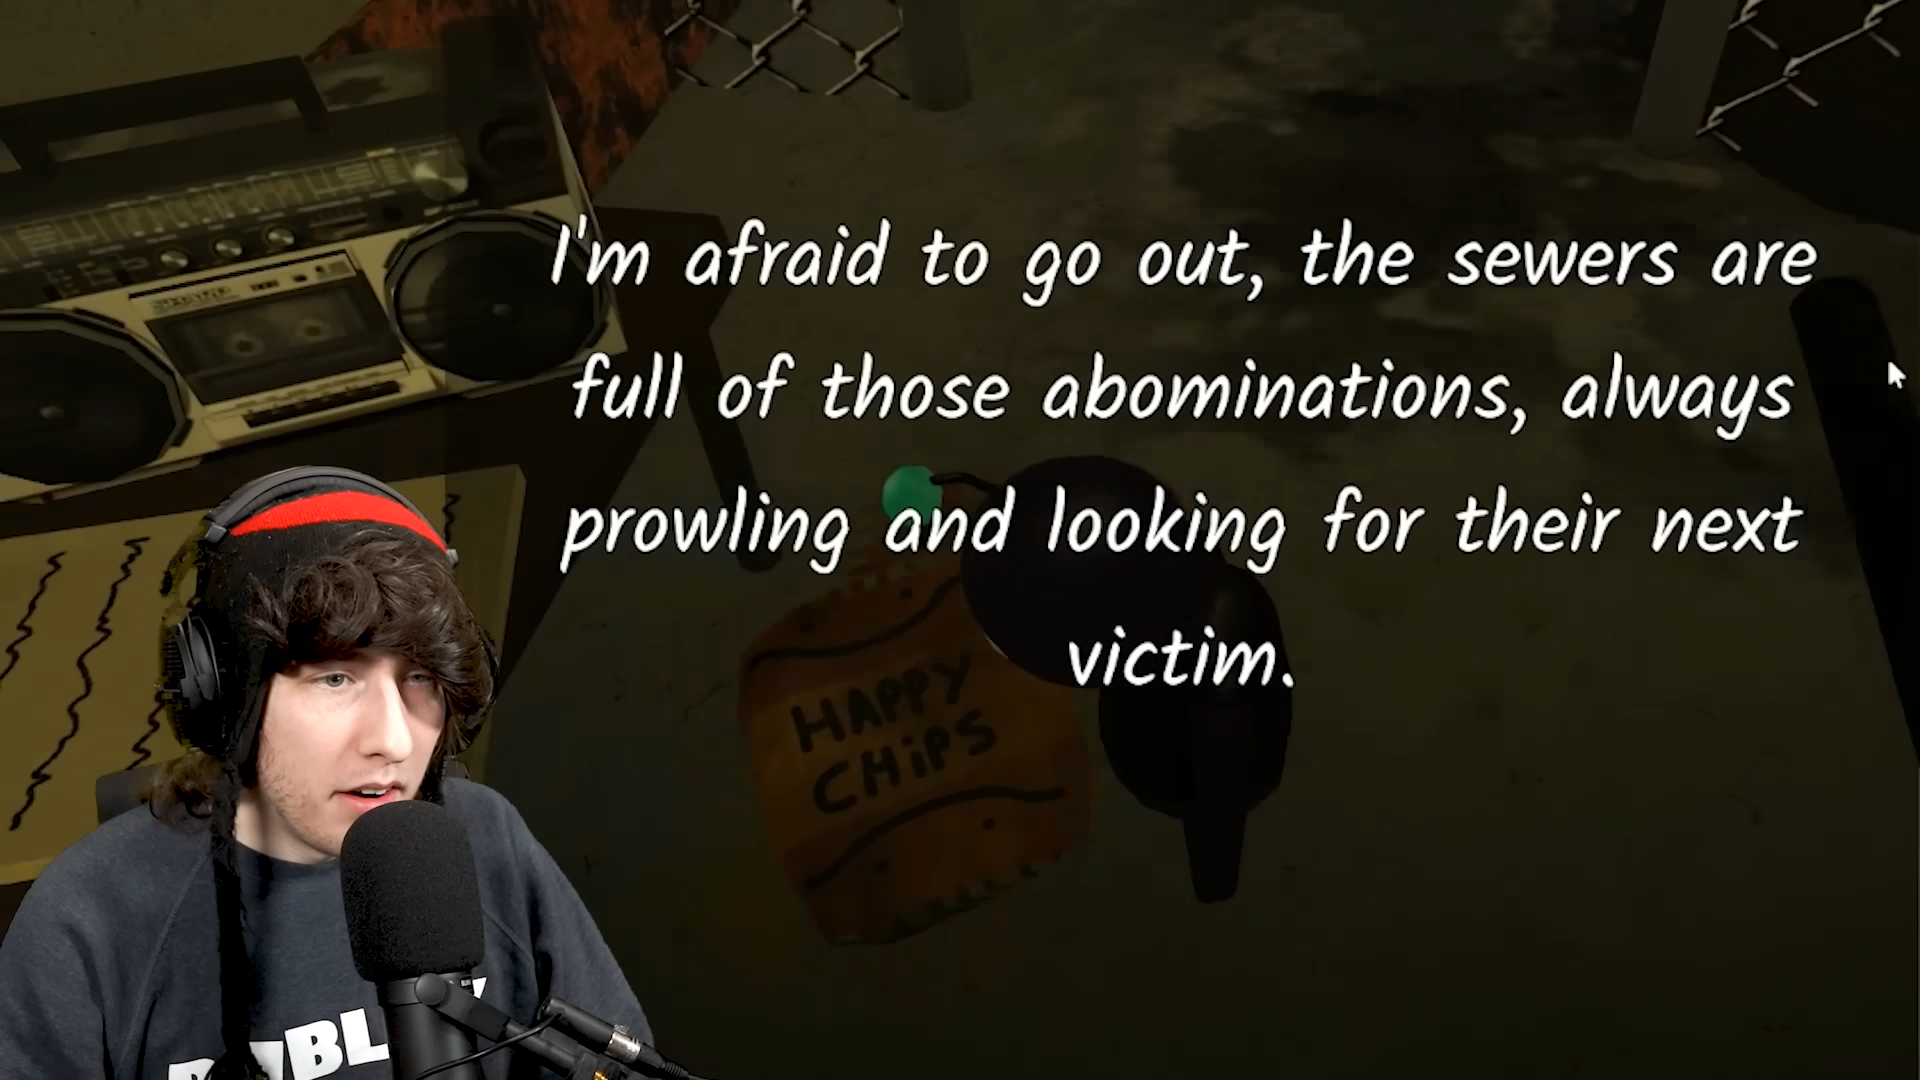 I'm afraid to go out, the sewers are
full of those abominations, always
prowling and looking for their next
victim.
HAPPY
CHiPS